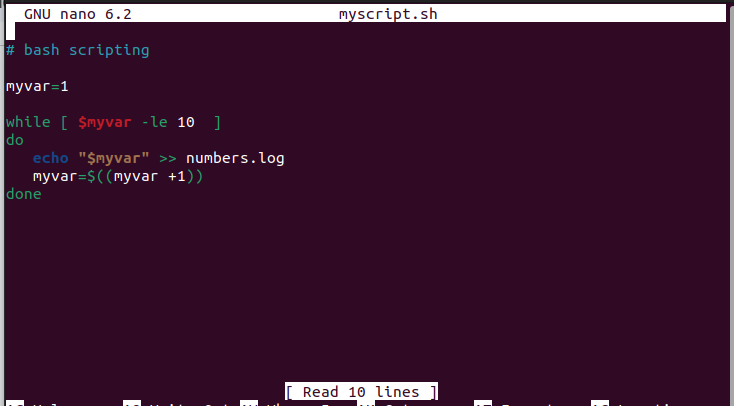 GNU nano 6.2 myscript.sh
# bash scripting
myvar=1
while [ $myvar -le 10  ]
do
   echo "$myvar" >> numbers.log
   myvar=$((myvar +1))
done
[ Read 10 lines ]